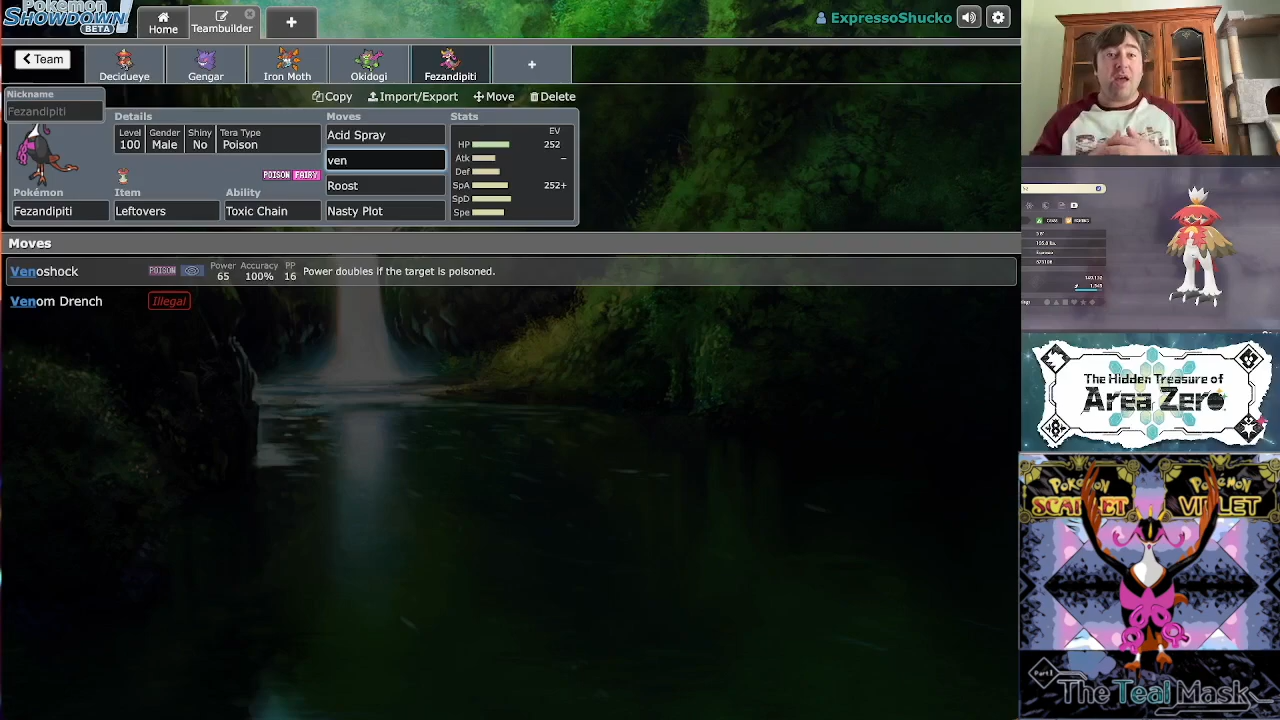 Pokémon
SHOWDOWN!
BETA
Home
Teambuilder
+
ExpressoShucko
< Team
Decidueye
Gengar
Iron Moth
Okidogi
Fezandipiti
+
Nickname
Fezandipiti
Copy
Import/Export
Move
Delete
Details
Moves
Stats
Level
100
Gender
Male
Shiny
No
Tera Type
Poison
Acid Spray
ven
Roost
Nasty Plot
EV
HP 252
Atk –
Def
SpA 252+
SpD
Spe
POISON FAIRY
Pokémon
Fezandipiti
Item
Leftovers
Ability
Toxic Chain
Moves
Venoshock
POISON
Power
65
Accuracy
100%
PP
16
Power doubles if the target is poisoned.
Venom Drench
Illegal
The Hidden Treasure of
Area Zero
POKéMON
SCARLET
POKéMON
VIOLET
Part 1
The Teal Mask